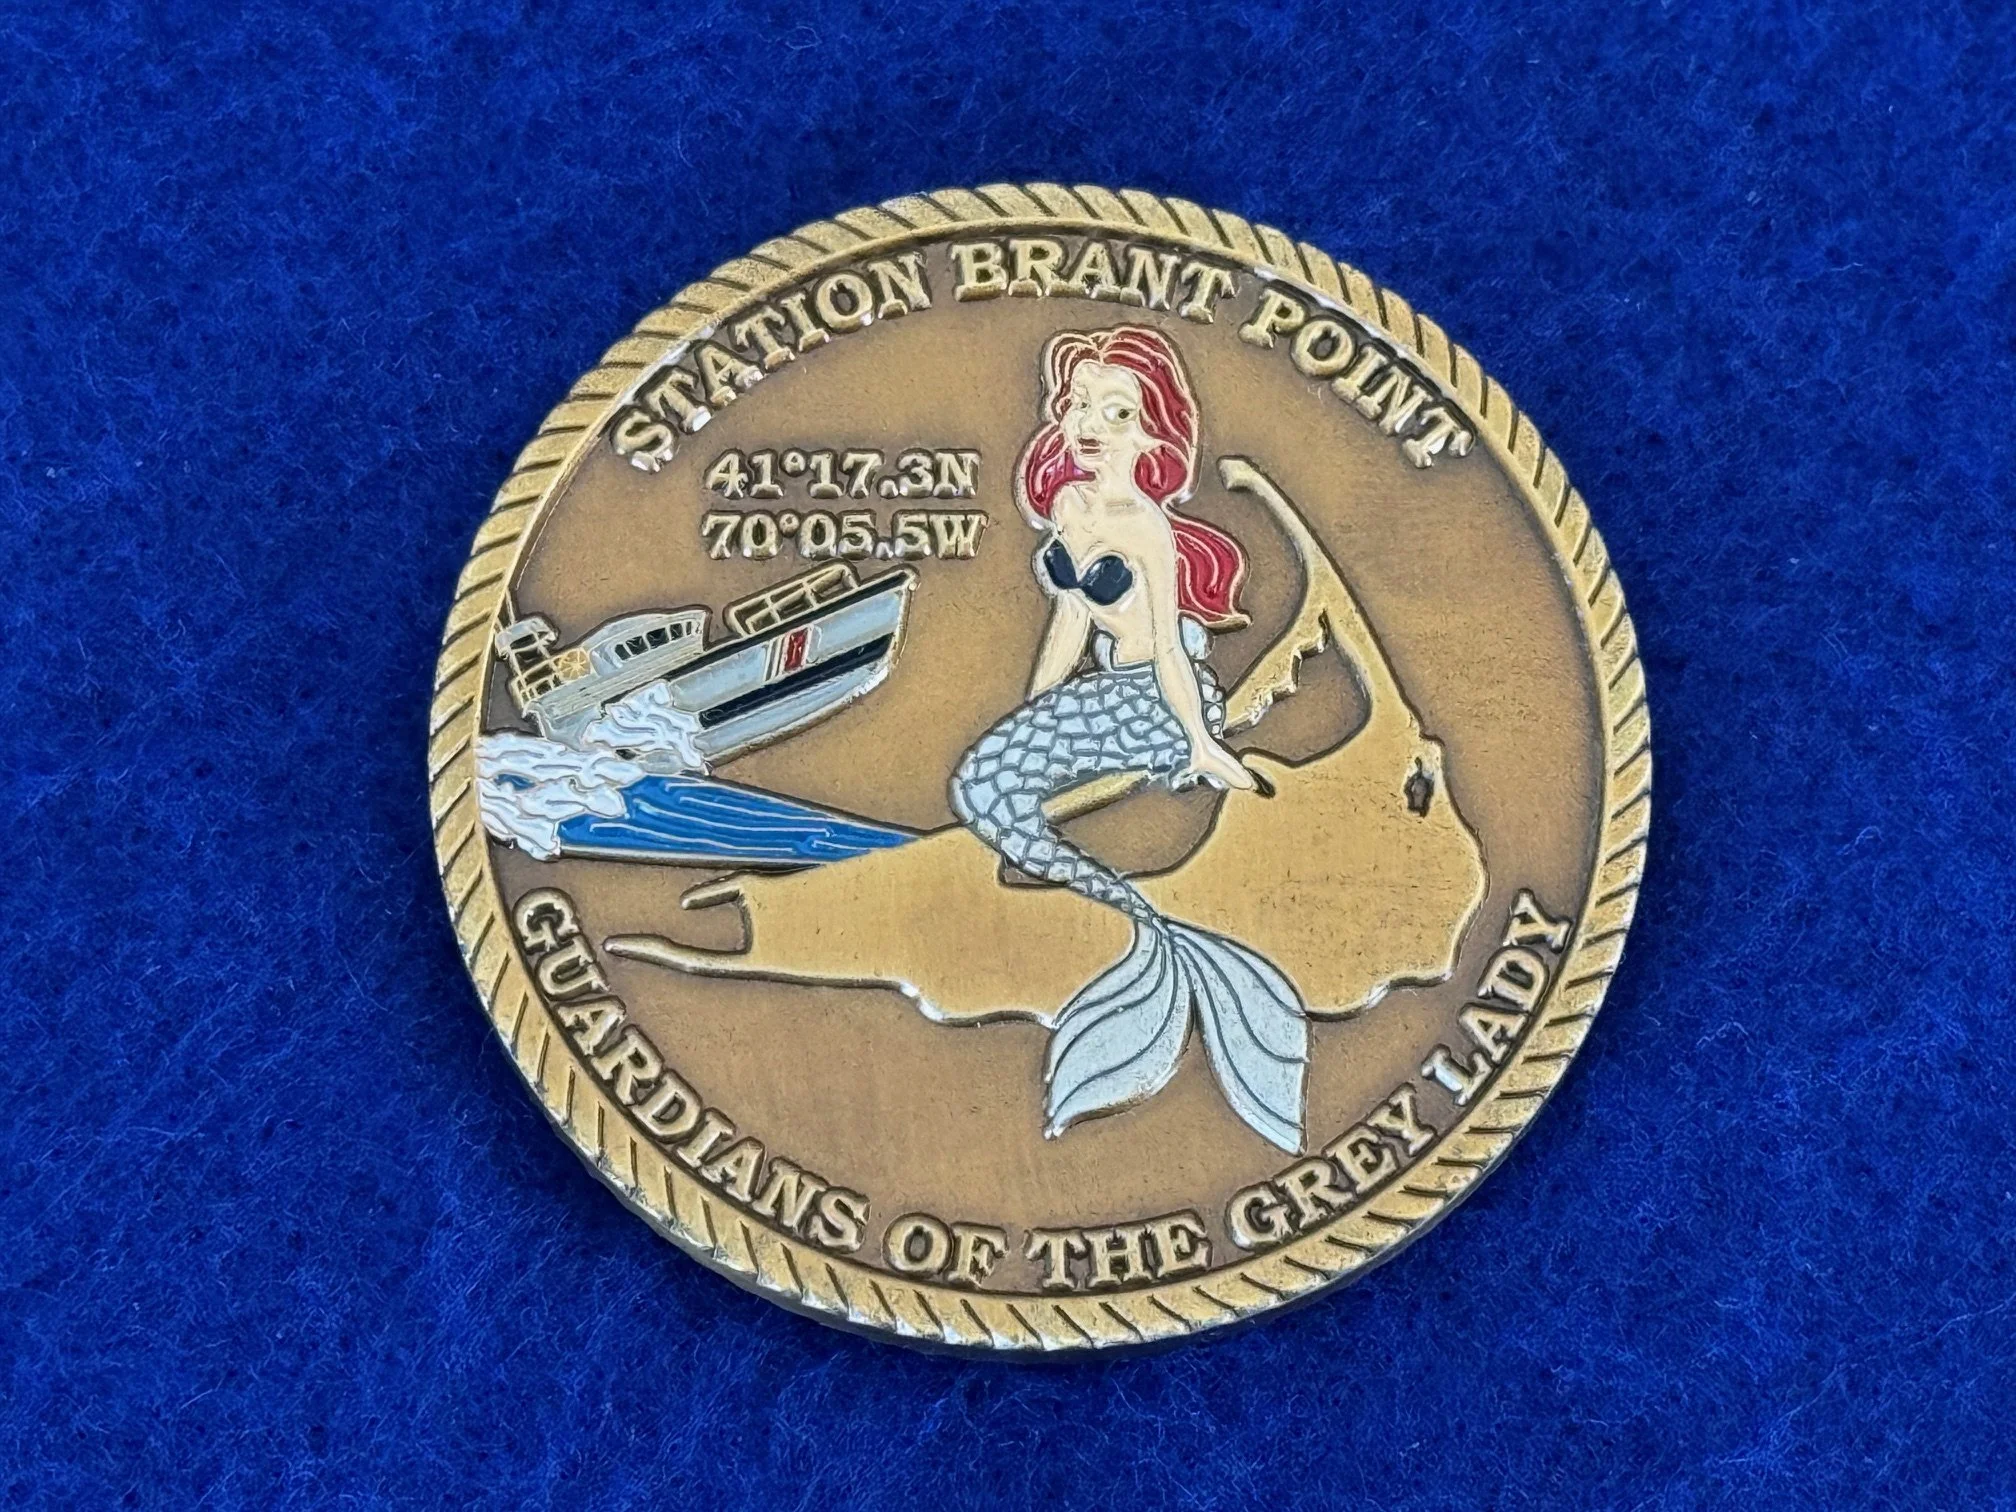 STATION BRANT POINT
41°17.3N
70°05.5W
GUARDIANS OF THE GREY LADY